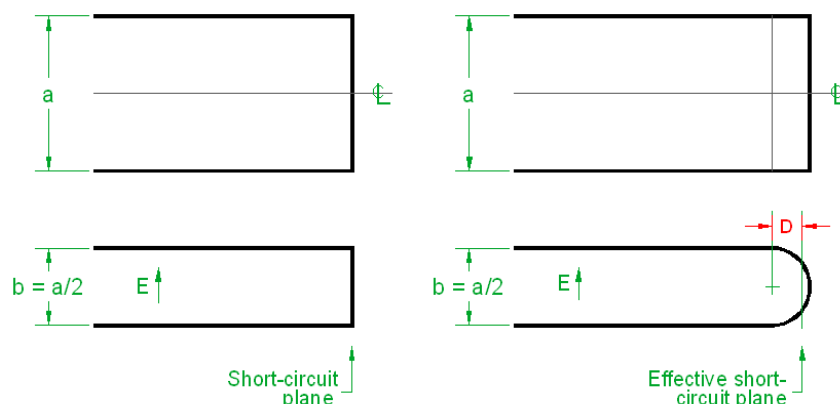 a
℄
a
℄
D
b = a/2
E
b = a/2
E
Short-circuit
plane
Effective short-
circuit plane